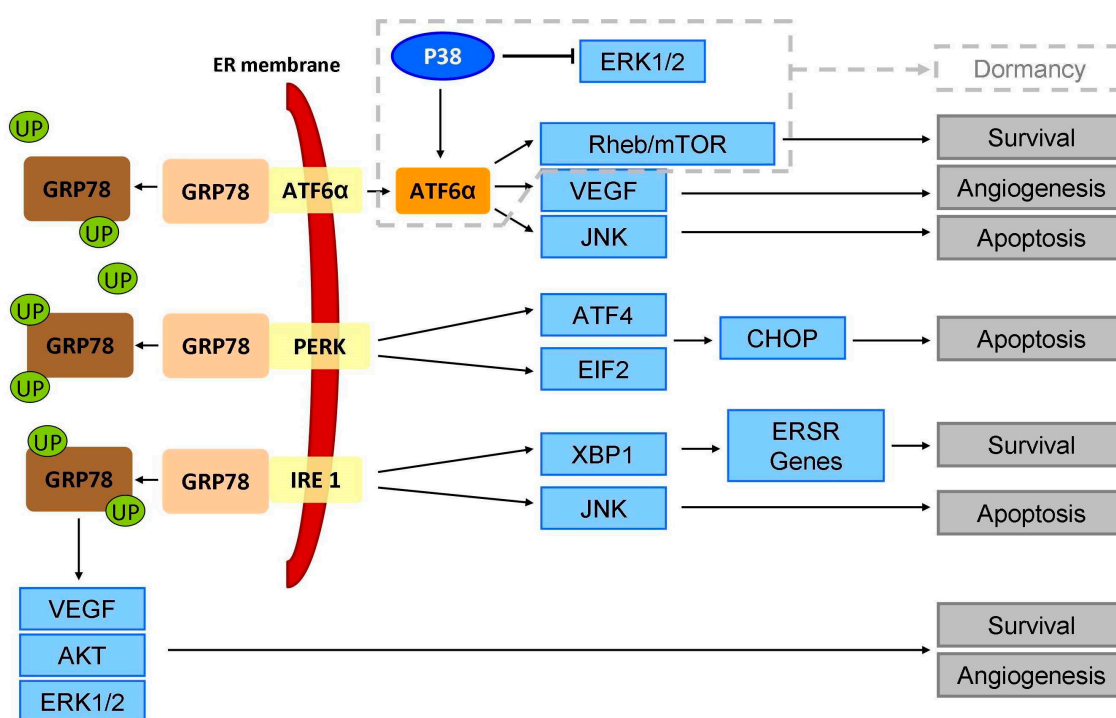 ER membrane
P38
ERK1/2
Dormancy
UP
GRP78
UP
GRP78
ATF6α
ATF6α
Rheb/mTOR
VEGF
JNK
Survival
Angiogenesis
Apoptosis
UP
UP
GRP78
UP
GRP78
PERK
ATF4
EIF2
CHOP
Apoptosis
UP
GRP78
UP
GRP78
IRE 1
XBP1
JNK
ERSR
Genes
Survival
Apoptosis
VEGF
AKT
ERK1/2
Survival
Angiogenesis